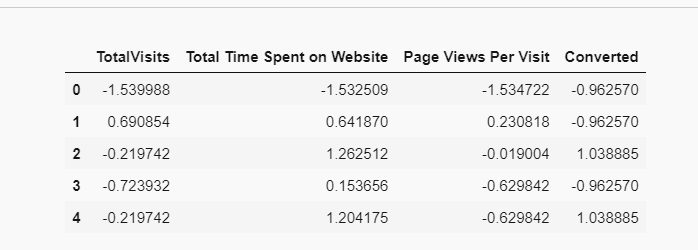 TotalVisits Total Time Spent on Website Page Views Per Visit Converted
0 -1.539988 -1.532509 -1.534722 -0.962570
1 0.690854 0.641870 0.230818 -0.962570
2 -0.219742 1.262512 -0.019004 1.038885
3 -0.723932 0.153656 -0.629842 -0.962570
4 -0.219742 1.204175 -0.629842 1.038885